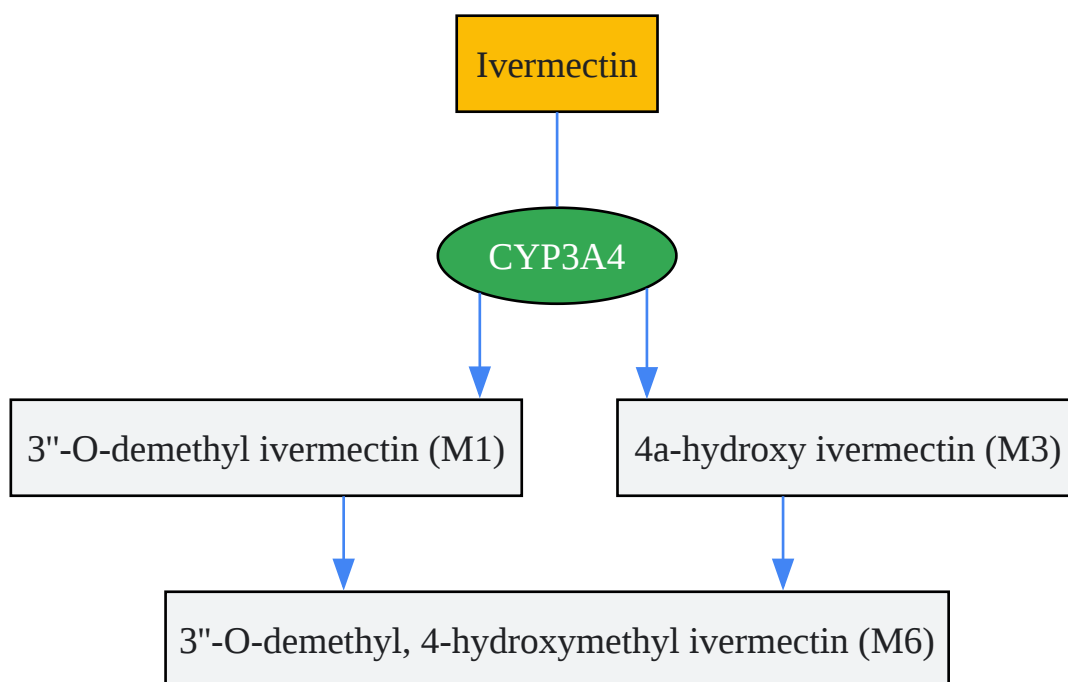 Ivermectin
CYP3A4
3"-O-demethyl ivermectin (M1)
4a-hydroxy ivermectin (M3)
3"-O-demethyl, 4-hydroxymethyl ivermectin (M6)